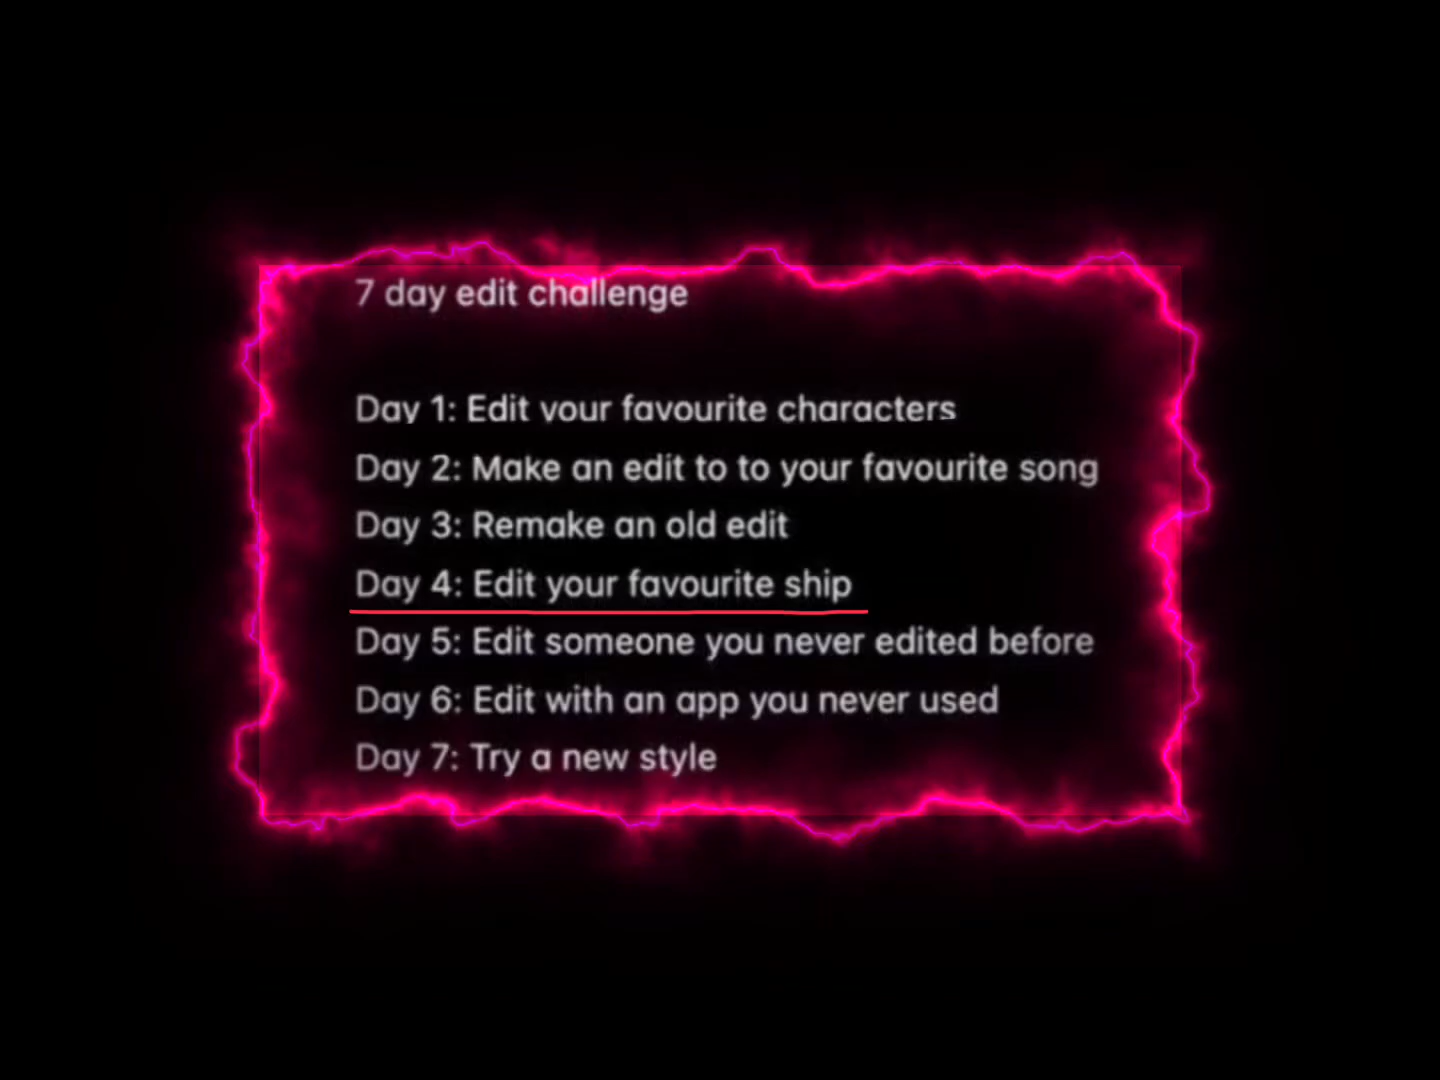 7 day edit challenge
Day 1: Edit your favourite characters
Day 2: Make an edit to to your favourite song
Day 3: Remake an old edit
Day 4: Edit your favourite ship
Day 5: Edit someone you never edited before
Day 6: Edit with an app you never used
Day 7: Try a new style